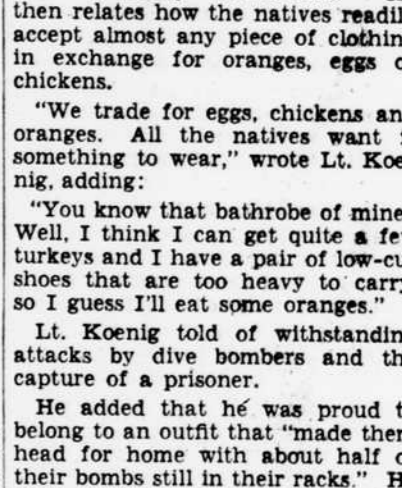 then relates how the natives readil
accept almost any piece of clothin
in exchange for oranges, eggs o
chickens.
"We trade for eggs, chickens an
oranges. All the natives want i
something to wear," wrote Lt. Koe-
nig, adding:
"You know that bathrobe of mine
Well, I think I can get quite a few
turkeys and I have a pair of low-cu
shoes that are too heavy to carry
so I guess I'll eat some oranges."
Lt. Koenig told of withstandin
attacks by dive bombers and th
capture of a prisoner.
He added that he was proud t
belong to an outfit that "made them
head for home with about half o
their bombs still in their racks." H